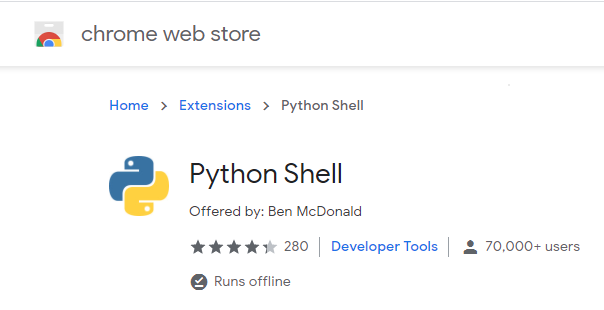 chrome web store
Home > Extensions > Python Shell
Python Shell
Offered by: Ben McDonald
280 Developer Tools 70,000+ users
Runs offline